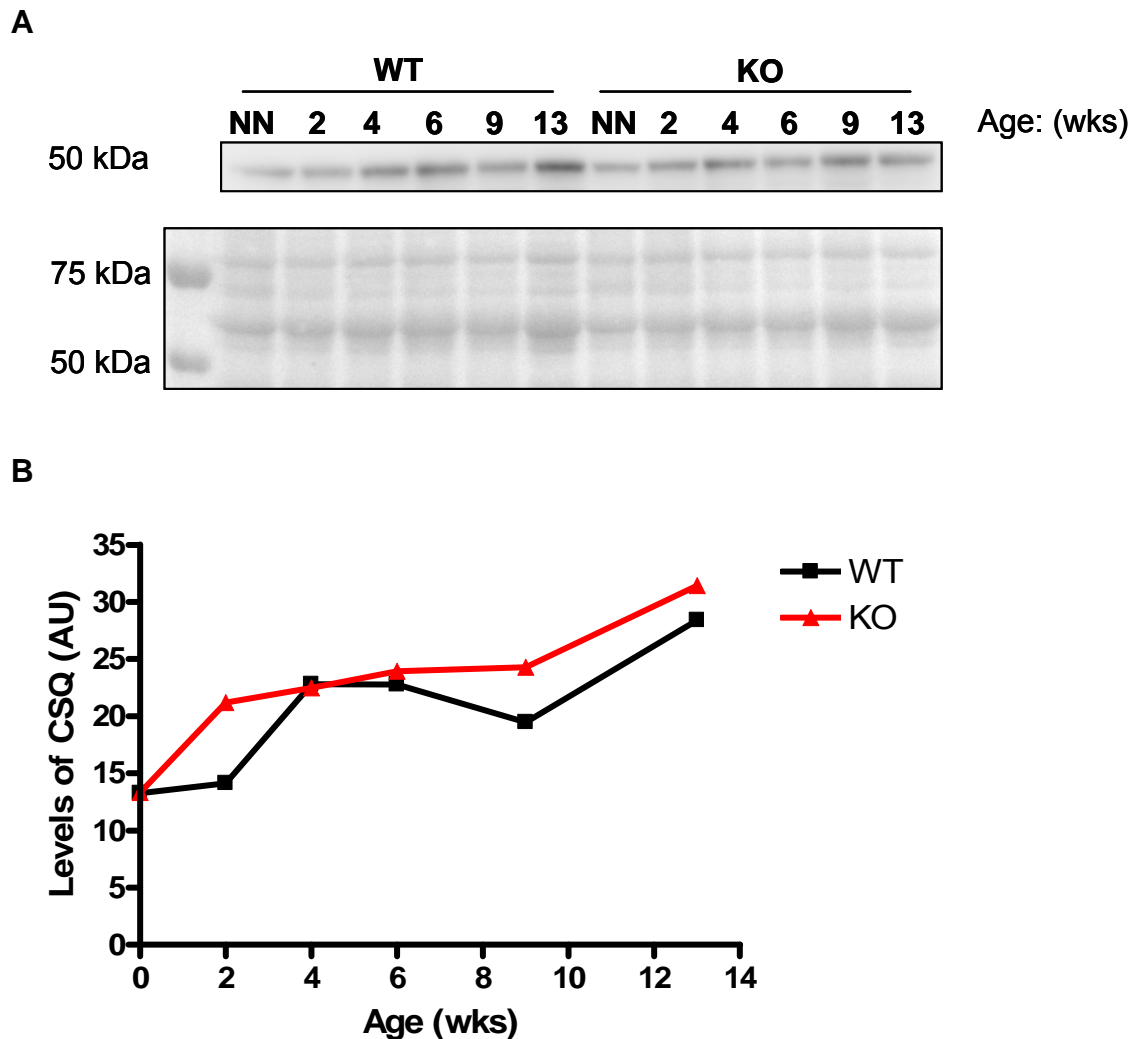 A
WT KO
NN 2 4 6 9 13 NN 2 4 6 9 13 Age: (wks)
50 kDa
75 kDa
50 kDa
B
35
30
25
20
15
10
5
0
Levels of CSQ (AU)
0 2 4 6 8 10 12 14
Age (wks)
WT
KO